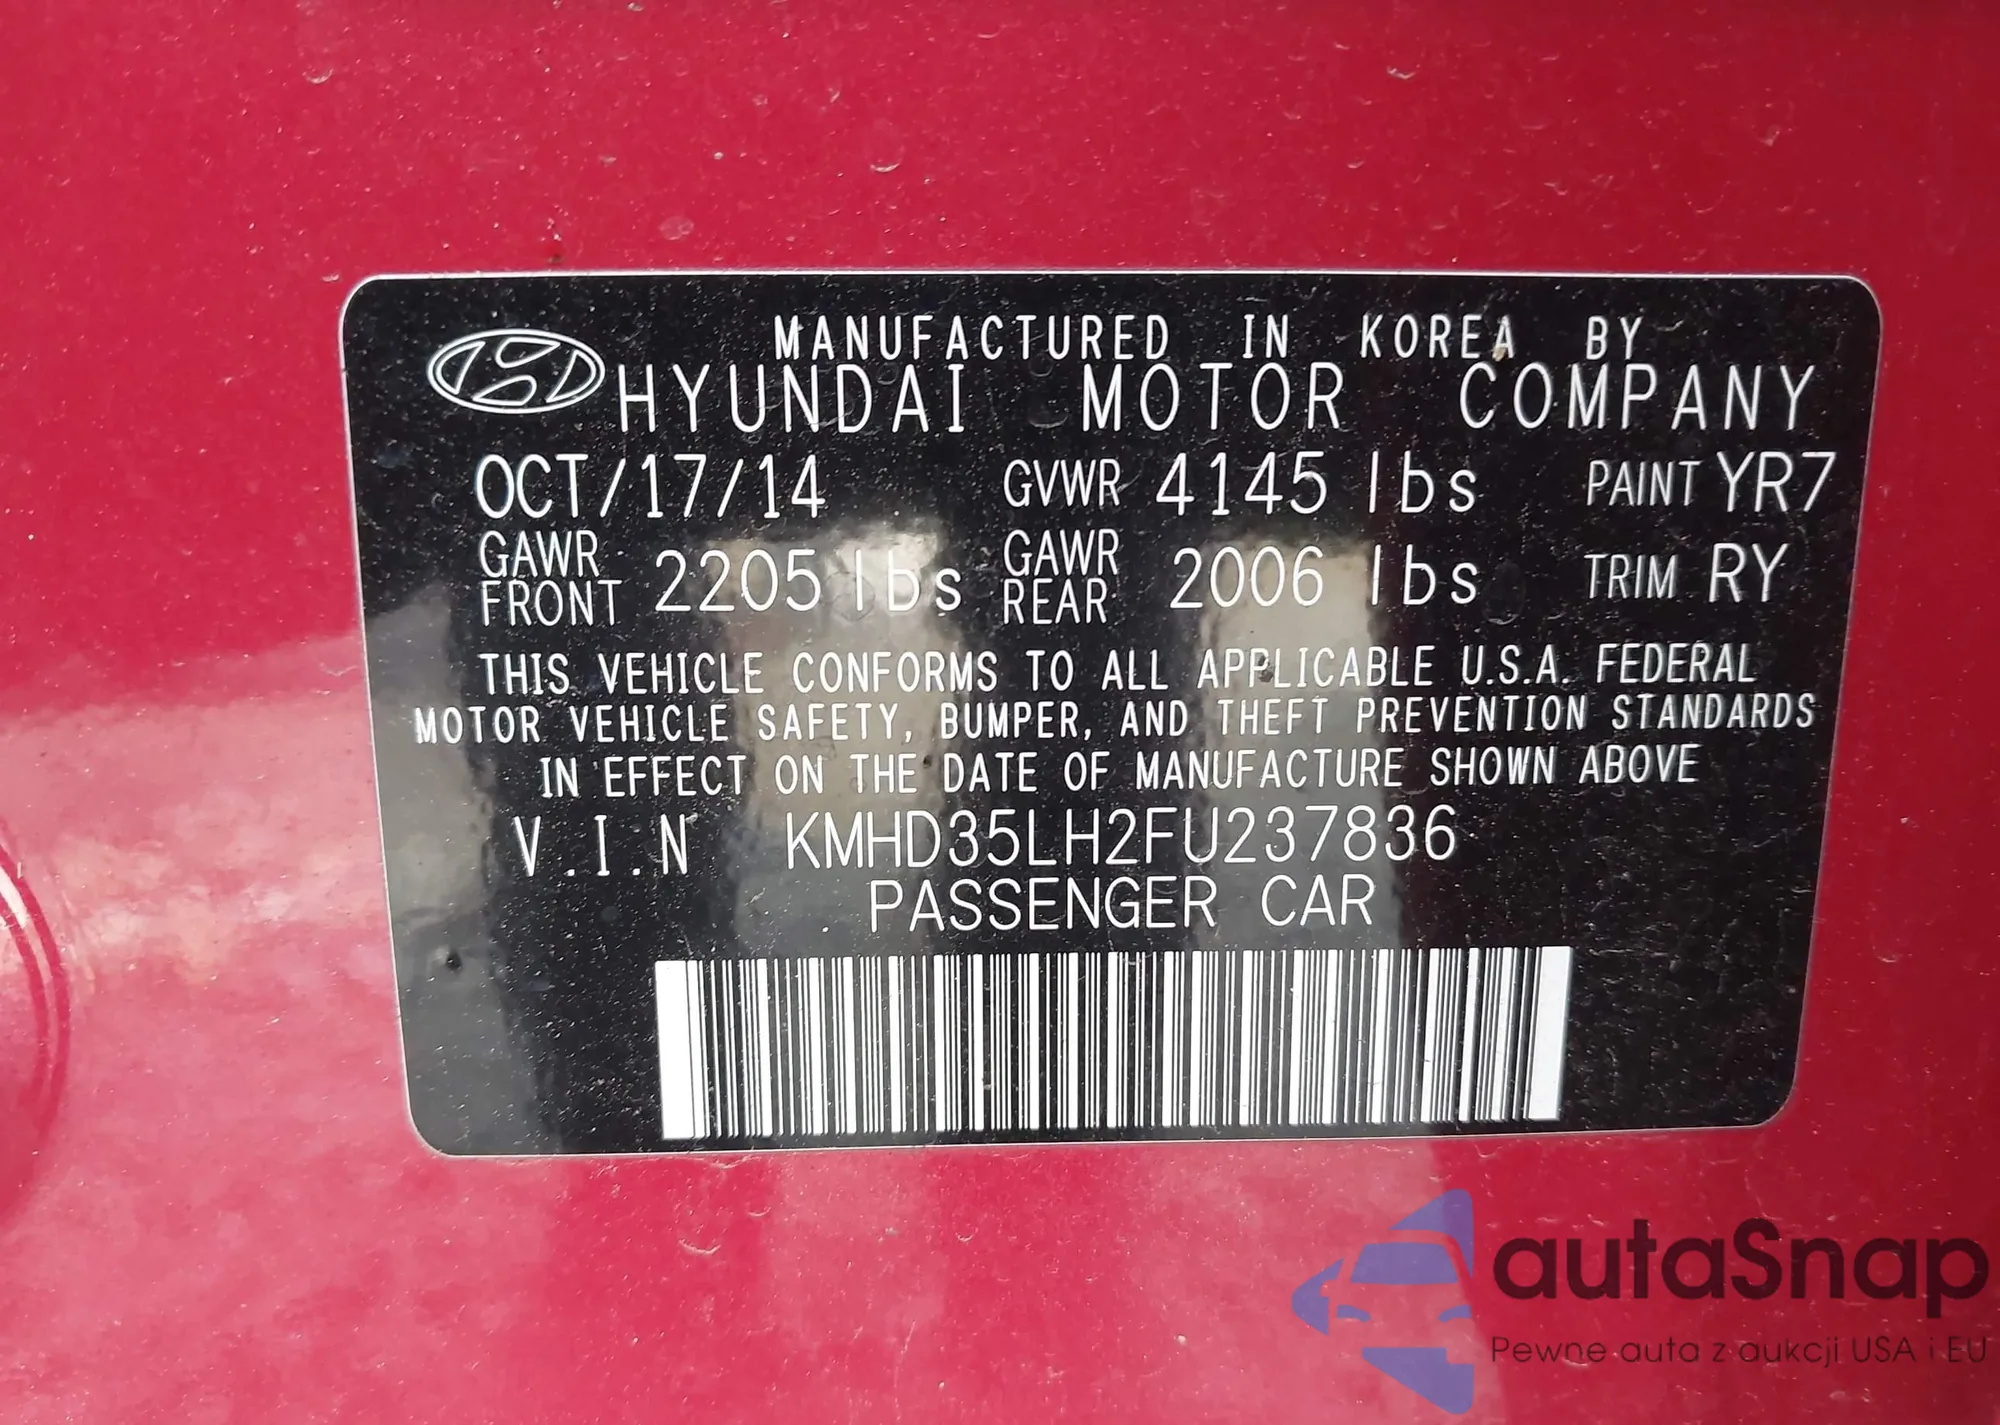 MANUFACTURED IN KOREA BY
HYUNDAI MOTOR COMPANY
OCT/17/14 GVWR 4145 lbs PAINT YR7
GAWR FRONT 2205 lbs GAWR REAR 2006 lbs TRIM RY
THIS VEHICLE CONFORMS TO ALL APPLICABLE U.S.A. FEDERAL
MOTOR VEHICLE SAFETY, BUMPER, AND THEFT PREVENTION STANDARDS
IN EFFECT ON THE DATE OF MANUFACTURE SHOWN ABOVE
V.I.N KMHD35LH2FU237836
PASSENGER CAR
autaSnap
Pewne auta z aukcji USA i EU